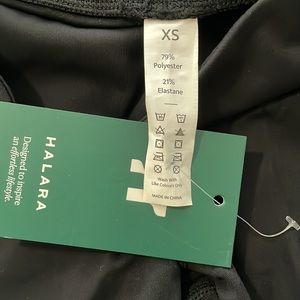 XS
79%
Polyester
21%
Elastane
Wash With
Like Colours Only
MADE IN CHINA
HALARA
Designed to inspire
an effortless lifestyle.